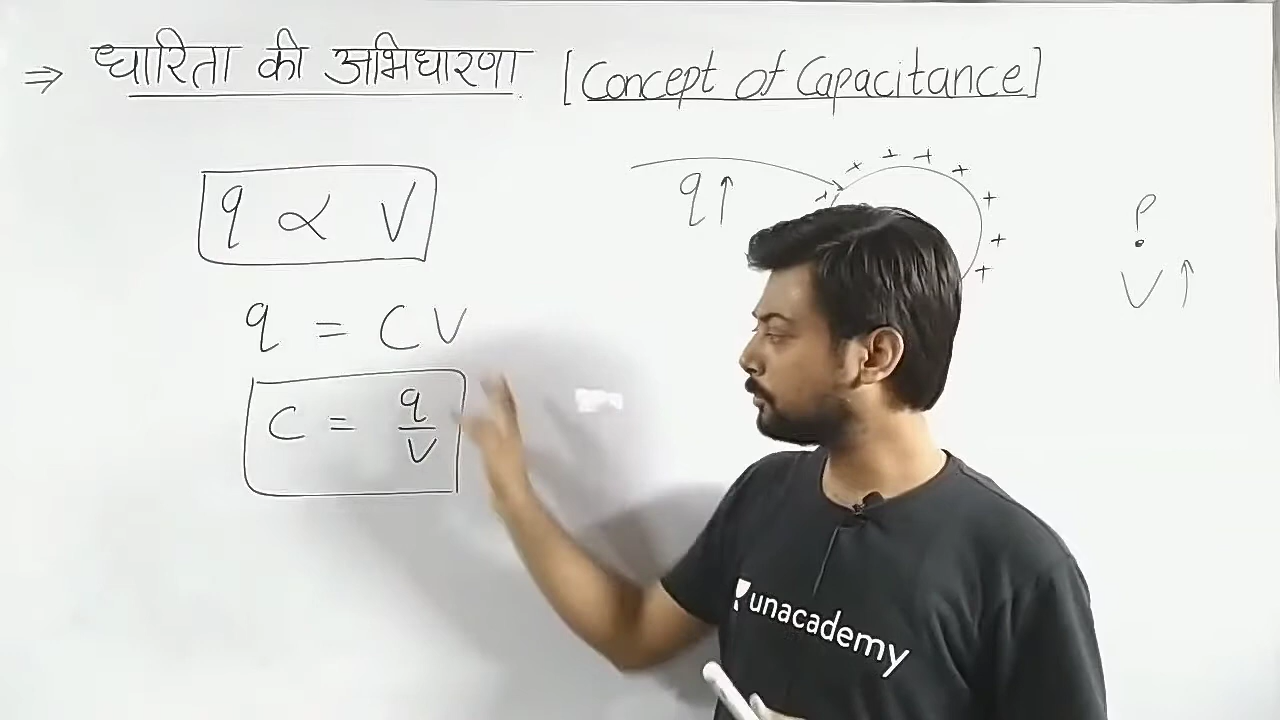 ⇒ धारिता की अभिधारणा [Concept of Capacitance]
q ∝ V
q = CV
C = q/V
q↑
+ + + + + + + +
P
V↑
unacademy